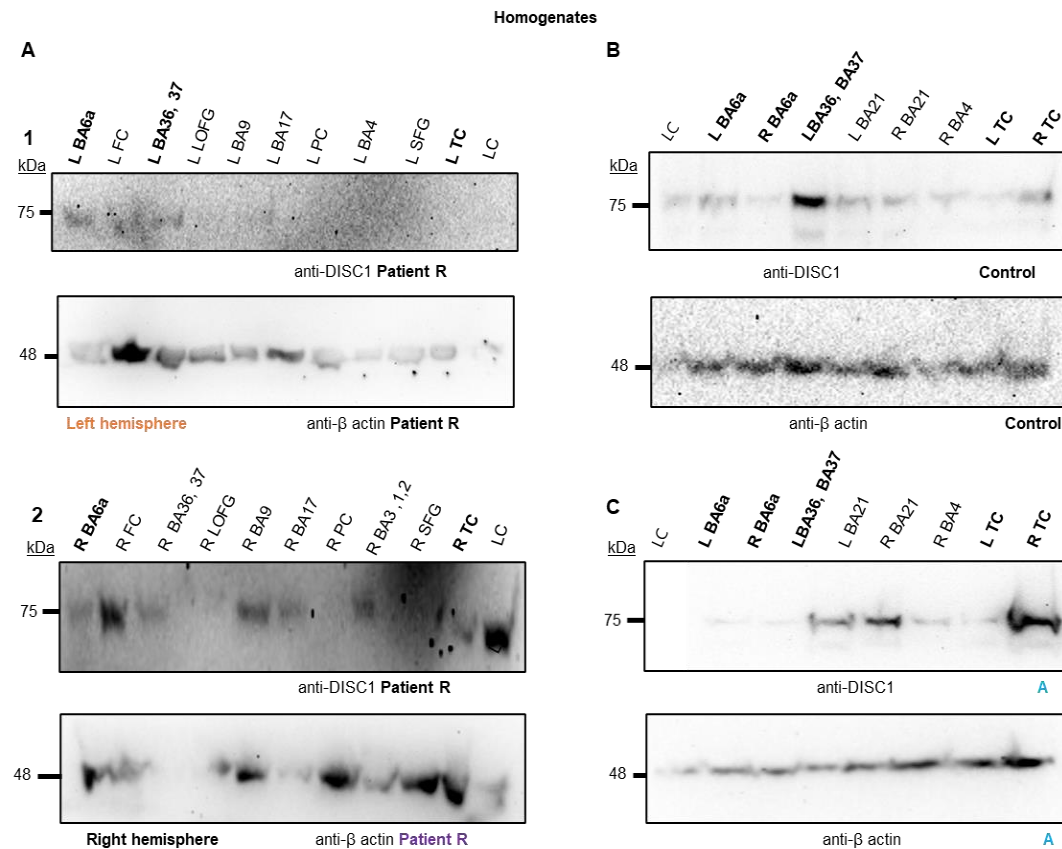 Homogenates
A
1
kDa
L BA6a
L FC
L BA36, 37
L LOFG
L BA9
L BA17
L PC
L BA4
L SFG
L TC
LC
75
anti-DISC1 Patient R
48
Left hemisphere
anti-β actin Patient R
2
kDa
R BA6a
R FC
R BA36, 37
R LOFG
R BA9
R BA17
R PC
R BA3 ,1,2
R SFG
R TC
LC
75
anti-DISC1 Patient R
48
Right hemisphere
anti-β actin Patient R
B
kDa
LC
L BA6a
R BA6a
LBA36, BA37
L BA21
R BA21
R BA4
L TC
R TC
75
anti-DISC1
Control
48
anti-β actin
Control
C
kDa
LC
L BA6a
R BA6a
LBA36, BA37
L BA21
R BA21
R BA4
L TC
R TC
75
anti-DISC1
A
48
anti-β actin
A